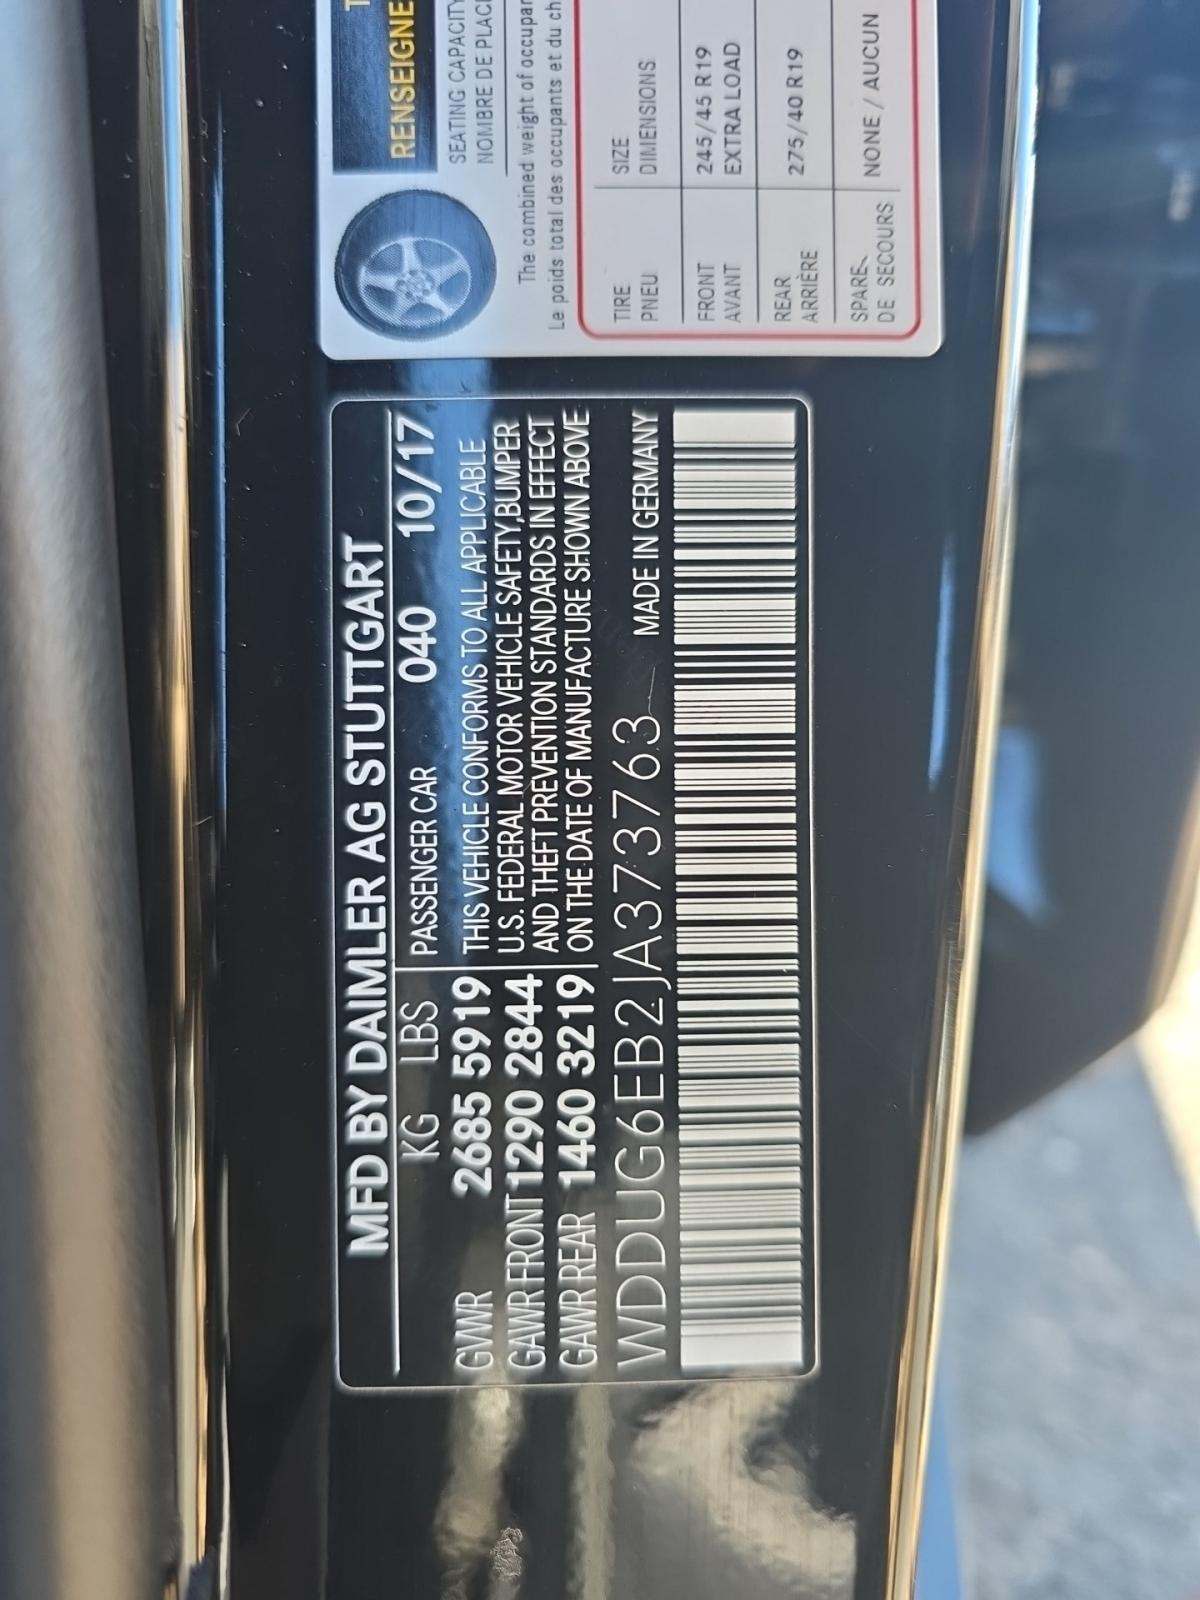 MFD BY DAIMLER AG STUTTGART
KG LBS PASSENGER CAR 040 10/17
GVWR 2685 5919 THIS VEHICLE CONFORMS TO ALL APPLICABLE
GAWR FRONT 1290 2844 U.S. FEDERAL MOTOR VEHICLE SAFETY,BUMPER
GAWR REAR 1460 3219 AND THEFT PREVENTION STANDARDS IN EFFECT
ON THE DATE OF MANUFACTURE SHOWN ABOVE
WDDUG6EB2JA373763 MADE IN GERMANY
RENSEIGNE
SEATING CAPACITY
NOMBRE DE PLAC
The combined weight of occupan
Le poids total des occupants et du ch
TIRE SIZE
PNEU DIMENSIONS
FRONT 245/45 R19
AVANT EXTRA LOAD
REAR 275/40 R19
ARRIÈRE
SPARE NONE / AUCUN
DE SECOURS